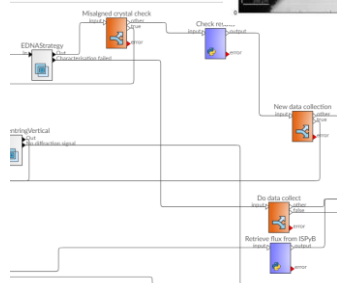 Misaligned crystal check
input
other
true
error
Check
input
output
error
EDNAStrategy
In
Out
Characterisation failed
New data collection
input
other
true
error
entringVertical
Out
No diffraction signal
Do data collect
input
other
false
error
Retrieve flux from ISPyB
input
output
error